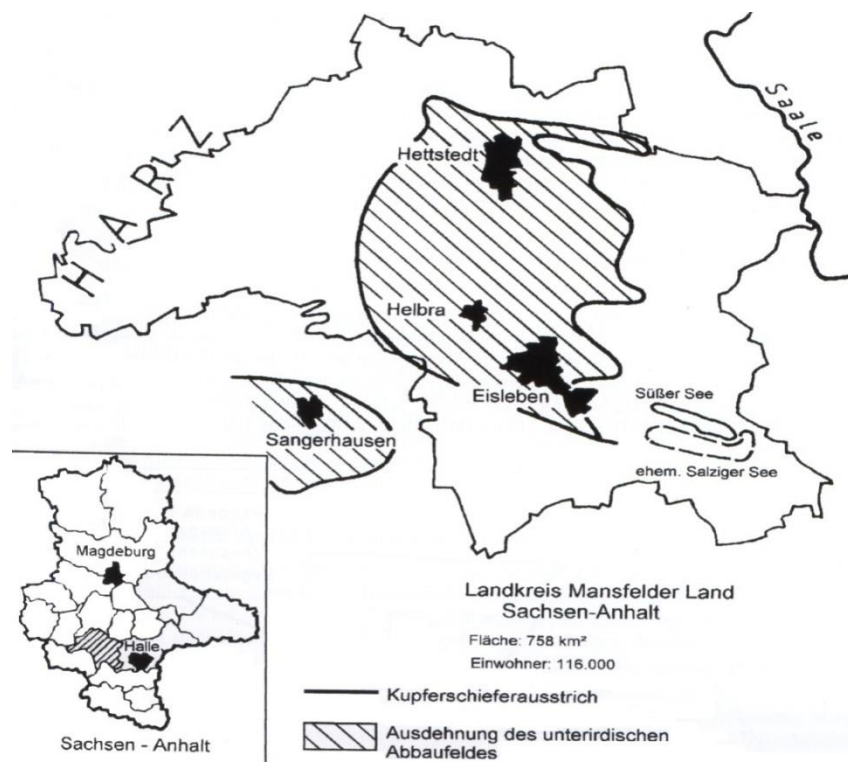 HARZ
Saale
Hettstedt
Helbra
Eisleben
Süßer See
Sangerhausen
ehem. Salziger See
Magdeburg
Halle
Sachsen - Anhalt
Landkreis Mansfelder Land
Sachsen-Anhalt
Fläche: 758 km²
Einwohner: 116.000
Kupferschieferausstrich
Ausdehnung des unterirdischen
Abbaufeldes